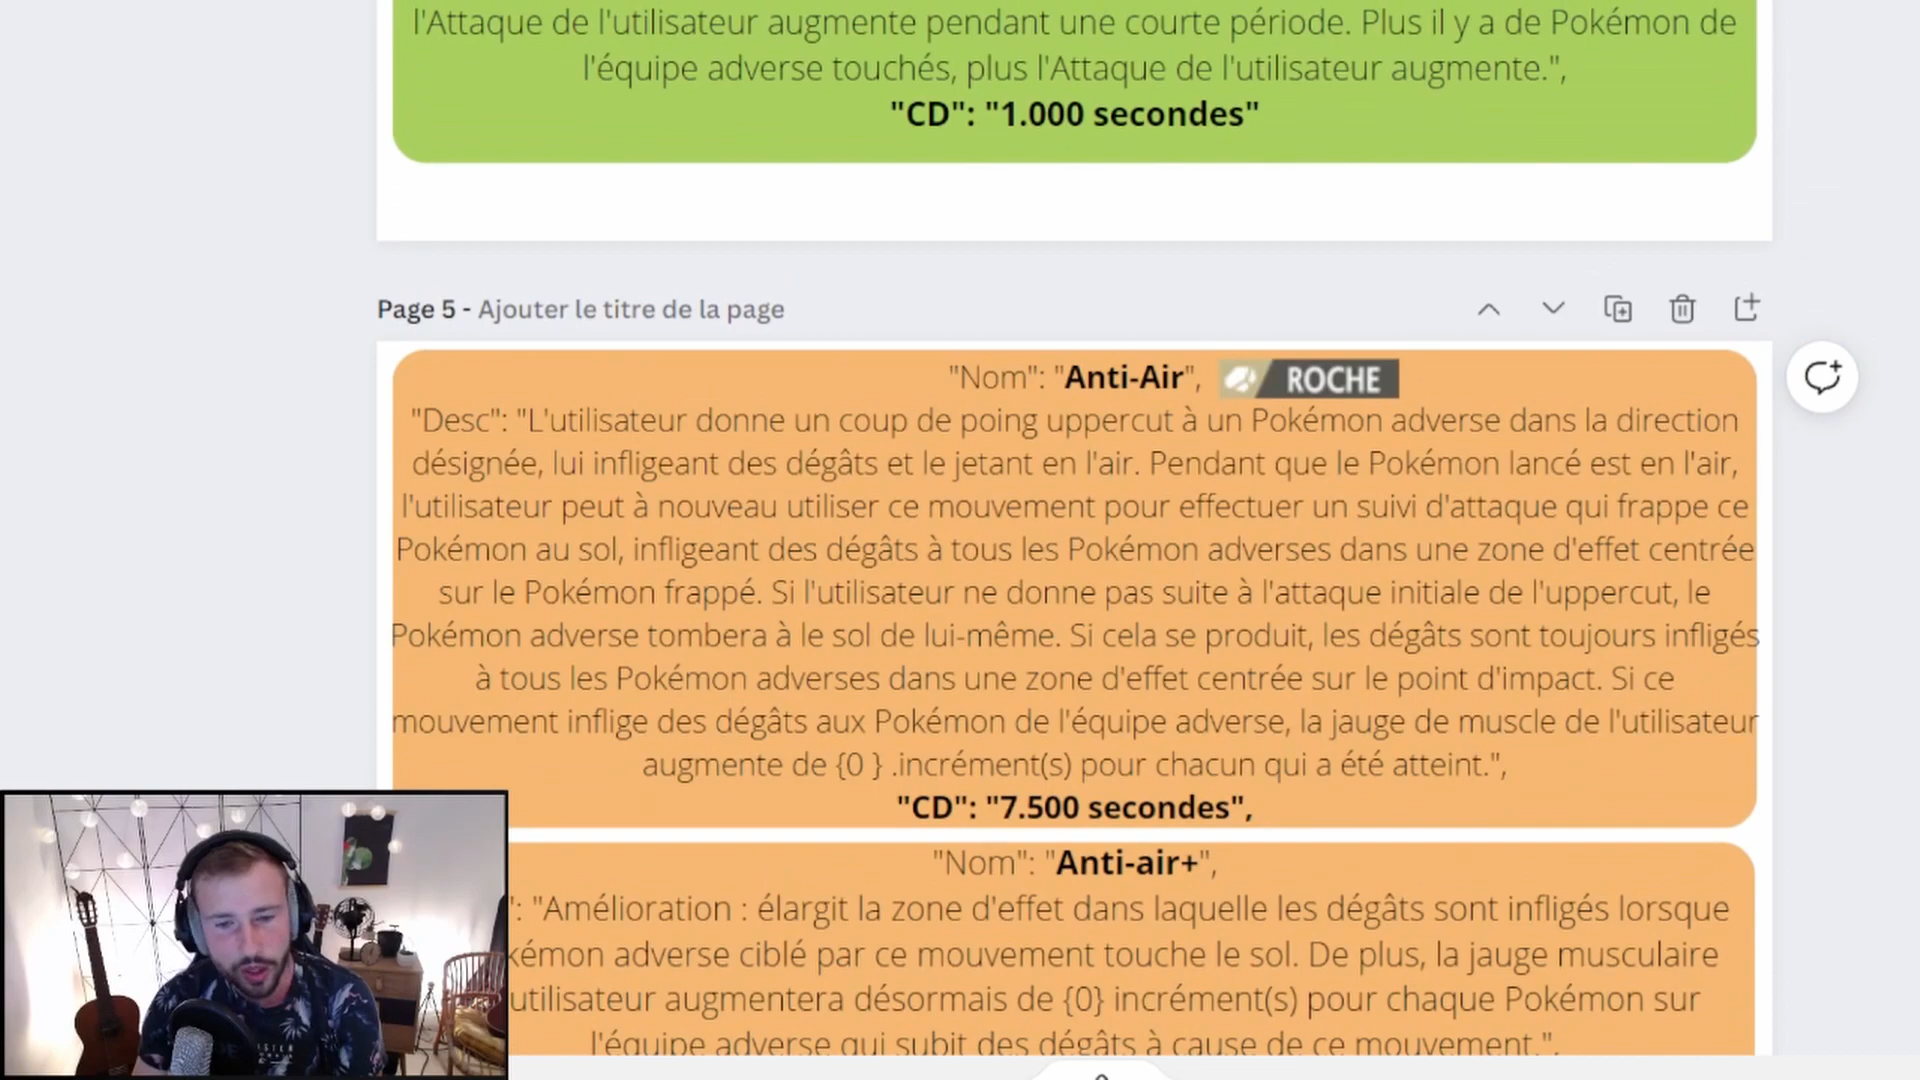 l'Attaque de l'utilisateur augmente pendant une courte période. Plus il y a de Pokémon de
l'équipe adverse touchés, plus l'Attaque de l'utilisateur augmente.",
"CD": "1.000 secondes"
Page 5 - Ajouter le titre de la page
"Nom": "Anti-Air", ROCHE
"Desc": "L'utilisateur donne un coup de poing uppercut à un Pokémon adverse dans la direction
désignée, lui infligeant des dégâts et le jetant en l'air. Pendant que le Pokémon lancé est en l'air,
l'utilisateur peut à nouveau utiliser ce mouvement pour effectuer un suivi d'attaque qui frappe ce
Pokémon au sol, infligeant des dégâts à tous les Pokémon adverses dans une zone d'effet centrée
sur le Pokémon frappé. Si l'utilisateur ne donne pas suite à l'attaque initiale de l'uppercut, le
Pokémon adverse tombera à le sol de lui-même. Si cela se produit, les dégâts sont toujours infligés
à tous les Pokémon adverses dans une zone d'effet centrée sur le point d'impact. Si ce
mouvement inflige des dégâts aux Pokémon de l'équipe adverse, la jauge de muscle de l'utilisateur
augmente de {0 } .incrément(s) pour chacun qui a été atteint.",
"CD": "7.500 secondes",
"Nom": "Anti-air+",
": "Amélioration : élargit la zone d'effet dans laquelle les dégâts sont infligés lorsque
kémon adverse ciblé par ce mouvement touche le sol. De plus, la jauge musculaire
utilisateur augmentera désormais de {0} incrément(s) pour chaque Pokémon sur
l'équipe adverse qui subit des dégâts à cause de ce mouvement.",